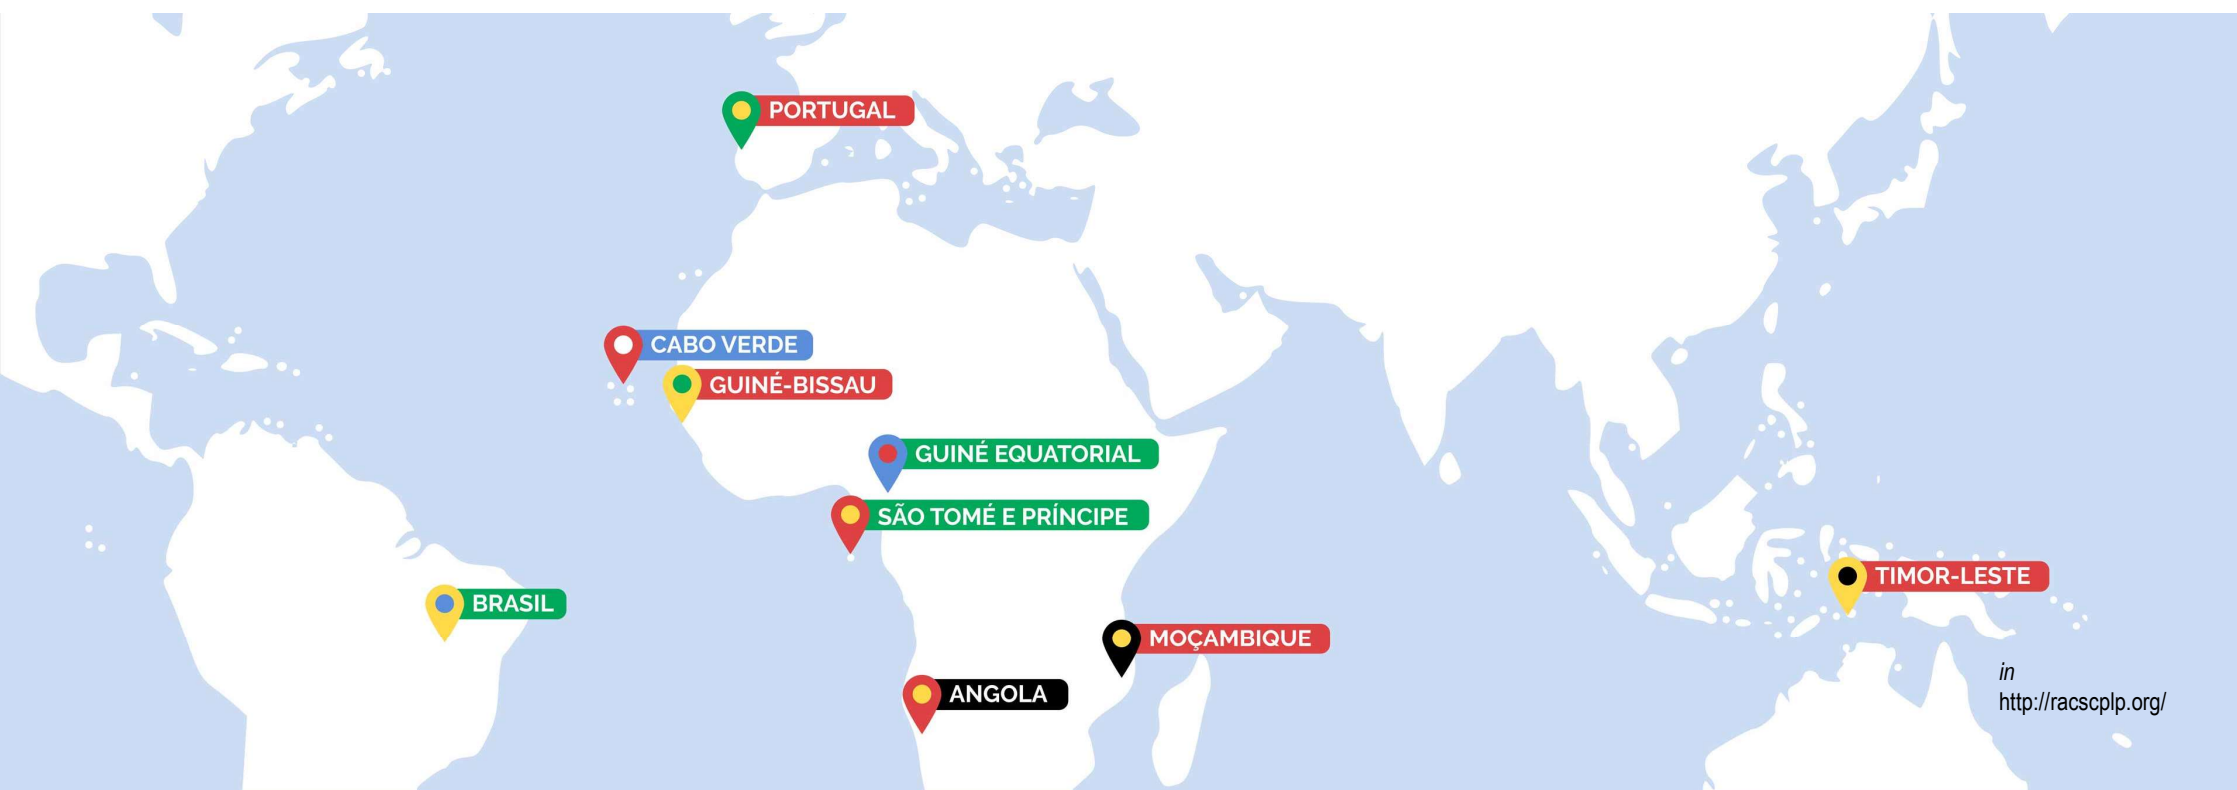 PORTUGAL
CABO VERDE
GUINÉ-BISSAU
GUINÉ EQUATORIAL
SÃO TOMÉ E PRÍNCIPE
BRASIL
TIMOR-LESTE
MOÇAMBIQUE
ANGOLA
in
http://racscplp.org/